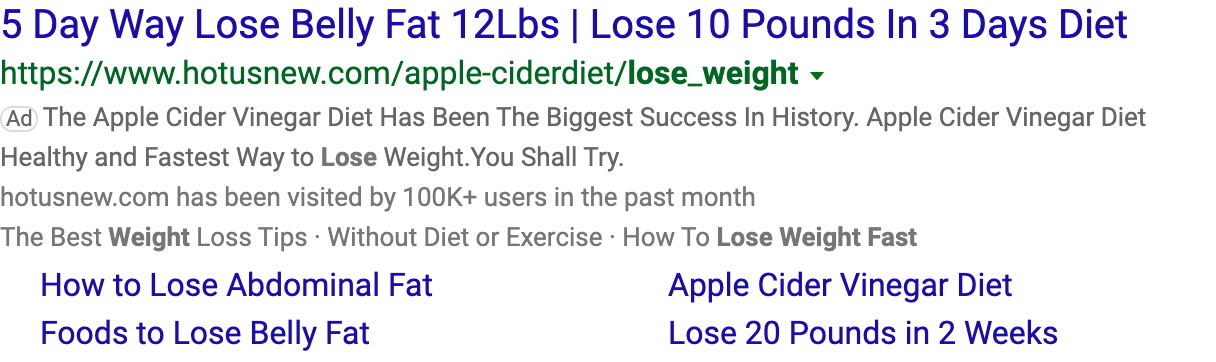 5 Day Way Lose Belly Fat 12Lbs | Lose 10 Pounds In 3 Days Diet
https://www.hotusnew.com/apple-ciderdiet/lose_weight
Ad The Apple Cider Vinegar Diet Has Been The Biggest Success In History. Apple Cider Vinegar Diet
Healthy and Fastest Way to Lose Weight.You Shall Try.
hotusnew.com has been visited by 100K+ users in the past month
The Best Weight Loss Tips · Without Diet or Exercise · How To Lose Weight Fast
How to Lose Abdominal Fat
Apple Cider Vinegar Diet
Foods to Lose Belly Fat
Lose 20 Pounds in 2 Weeks